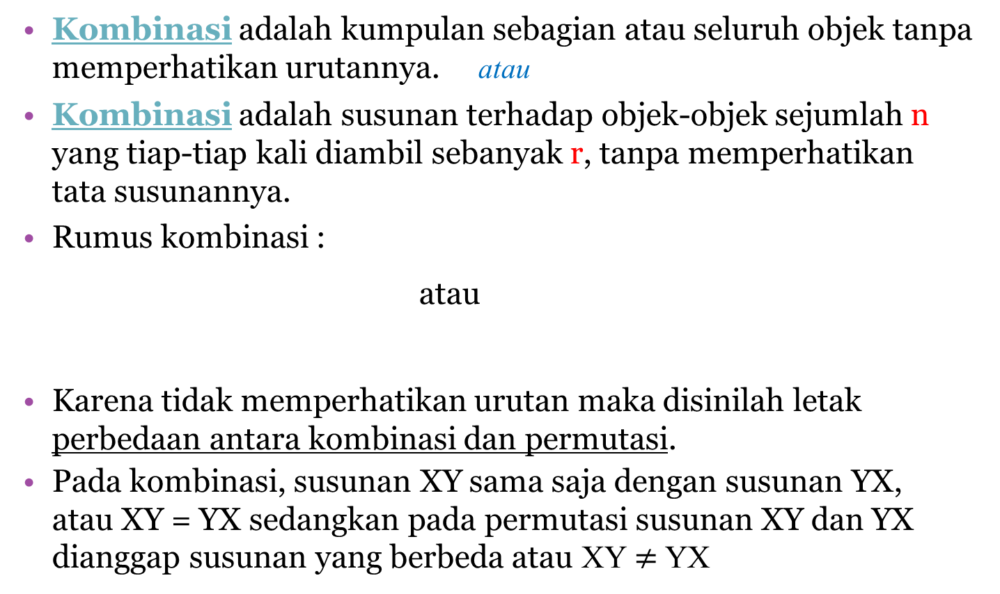 • Kombinasi adalah kumpulan sebagian atau seluruh objek tanpa
memperhatikan urutannya. atau
• Kombinasi adalah susunan terhadap objek-objek sejumlah n
yang tiap-tiap kali diambil sebanyak r, tanpa memperhatikan
tata susunannya.
• Rumus kombinasi :
atau
• Karena tidak memperhatikan urutan maka disinilah letak
perbedaan antara kombinasi dan permutasi.
• Pada kombinasi, susunan XY sama saja dengan susunan YX,
atau XY = YX sedangkan pada permutasi susunan XY dan YX
dianggap susunan yang berbeda atau XY ≠ YX